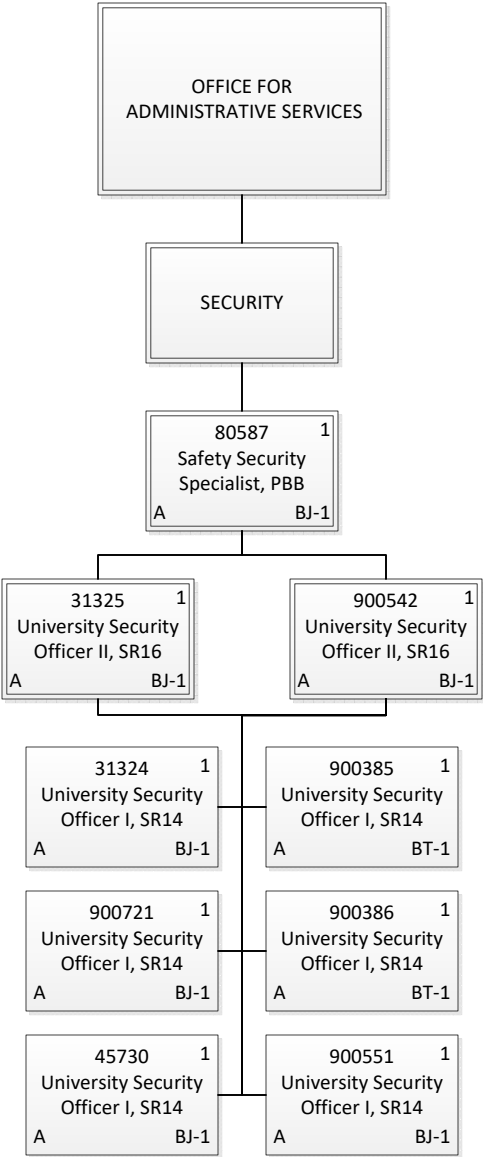 OFFICE FOR
ADMINISTRATIVE SERVICES
SECURITY
80587 1
Safety Security
Specialist, PBB
A BJ-1
31325 1
University Security
Officer II, SR16
A BJ-1
900542 1
University Security
Officer II, SR16
A BJ-1
31324 1
University Security
Officer I, SR14
A BJ-1
900385 1
University Security
Officer I, SR14
A BT-1
900721 1
University Security
Officer I, SR14
A BJ-1
900386 1
University Security
Officer I, SR14
A BT-1
45730 1
University Security
Officer I, SR14
A BJ-1
900551 1
University Security
Officer I, SR14
A BJ-1